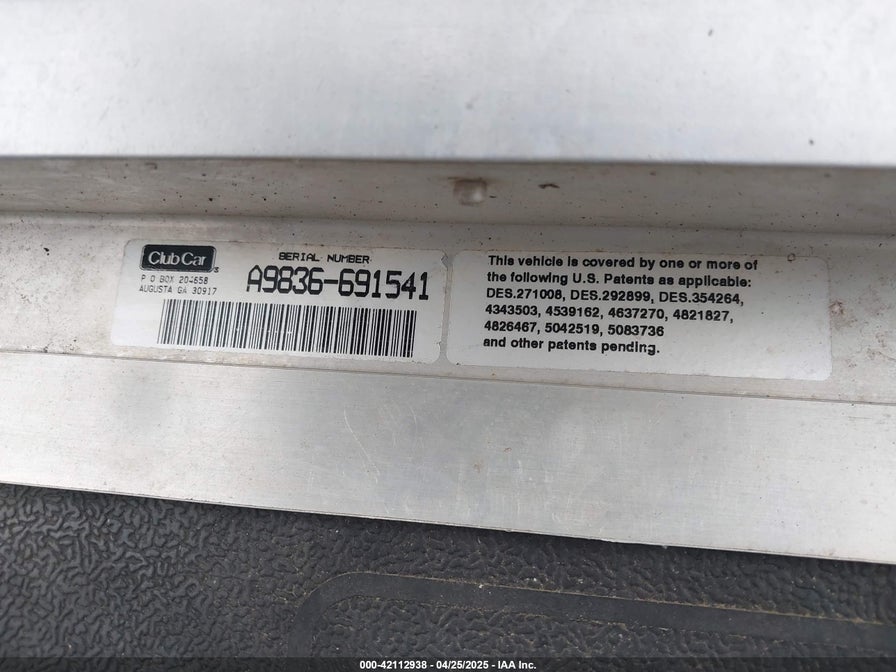 Club Car
P O BOX 204658
AUGUSTA GA 30917
SERIAL NUMBER
A9836-691541
This vehicle is covered by one or more of
the following U.S. Patents as applicable:
DES.271008, DES.292899, DES.354264,
4343503, 4539162, 4637270, 4821827,
4826467, 5042519, 5083736
and other patents pending.
000-42112938 - 04/25/2025 - IAA Inc.